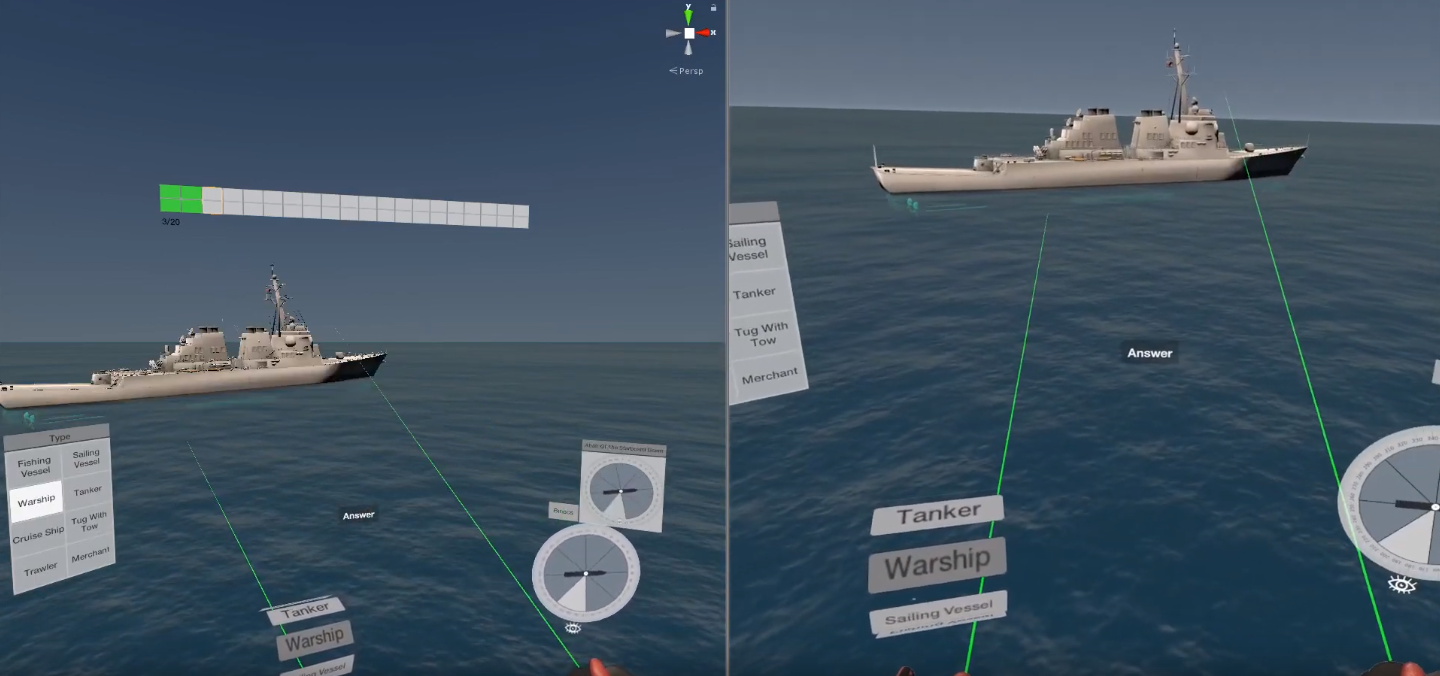 y
x
Persp
3/20
Type
Fishing
Vessel
Sailing
Vessel
Warship
Tanker
Cruise Ship
Tug With
Tow
Trawler
Merchant
Answer
Tanker
Warship
Vessel
Sailing
Vessel
Tanker
Tug With
Tow
Merchant
Answer
Tanker
Warship
Sailing Vessel